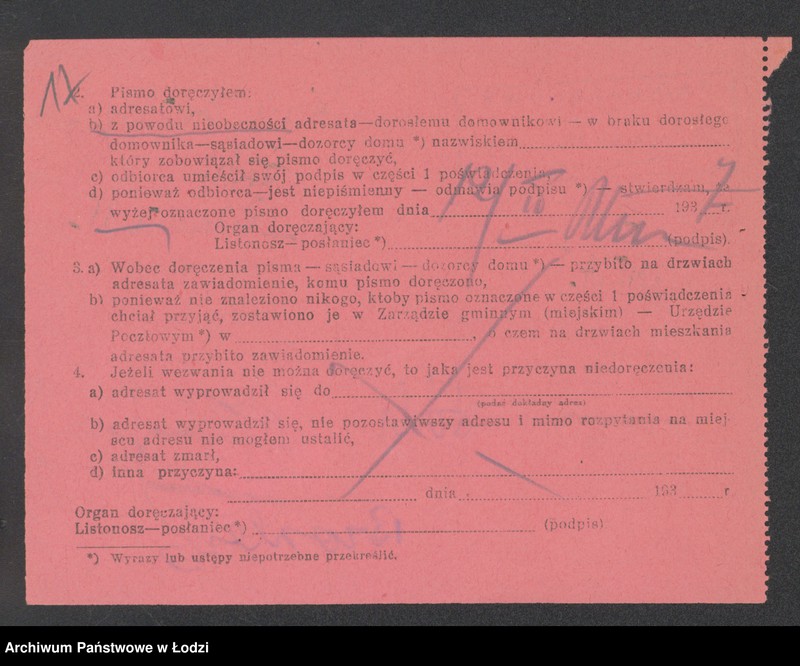 2. Pismo doręczyłem:
a) adresatowi,
b) z powodu nieobecności adresata—dorosłemu domownikowi — w braku dorosłego
domownika—sąsiadowi—dozorcy domu *) nazwiskiem
który zobowiązał się pismo doręczyć,
c) odbiorca umieścił swój podpis w części 1 poświadczenia
d) ponieważ odbiorca—jest niepiśmienny — odmawia podpisu *) — stwierdzam,
wyżej oznaczone pismo doręczyłem dnia 1937 r.
Organ doręczający:
Listonosz—posłaniec *) (podpis).
3. a) Wobec doręczenia pisma — sąsiadowi — dozorcy domu *) — przybito na drzwiach
adresata zawiadomienie, komu pismo doręczono,
b) ponieważ nie znaleziono nikogo, ktoby pismo oznaczone w części 1 poświadczenia
chciał przyjąć, zostawiono je w Zarządzie gminnym (miejskim) — Urzędzie
Pocztowym *) w , o czem na drzwiach mieszkania
adresata przybito zawiadomienie.
4. Jeżeli wezwania nie można doręczyć, to jaka jest przyczyna niedoręczenia:
a) adresat wyprowadził się do
(podać dokładny adres)
b) adresat wyprowadził się, nie pozostawiwszy adresu i mimo rozpytania na miej-
scu adresu nie mogłem ustalić,
c) adresat zmarł,
d) inna przyczyna:
dnia 193 r
Organ doręczający:
Listonosz—posłaniec *) (podpis)
*) Wyrazy lub ustępy niepotrzebne przekreślić.
Archiwum Państwowe w Łodzi